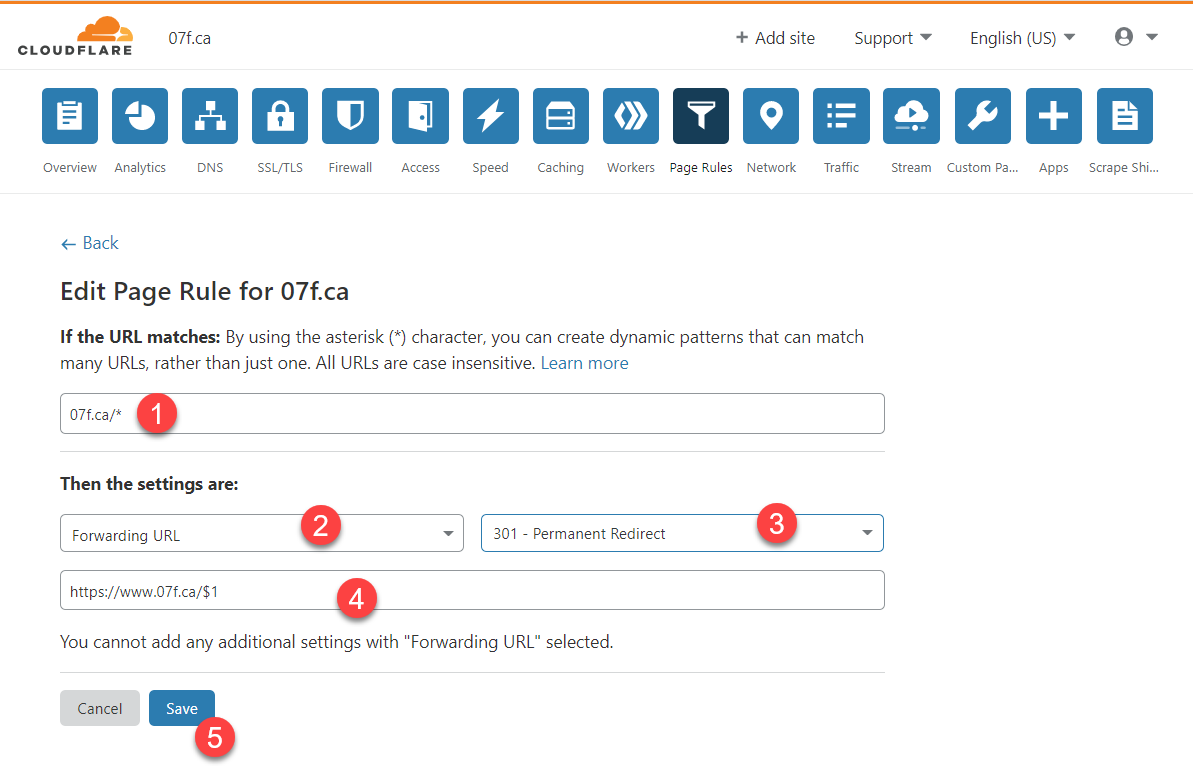 CLOUDFLARE
07f.ca
+ Add site
Support
English (US)
Overview
Analytics
DNS
SSL/TLS
Firewall
Access
Speed
Caching
Workers
Page Rules
Network
Traffic
Stream
Custom Pa...
Apps
Scrape Shi...
← Back
Edit Page Rule for 07f.ca
If the URL matches: By using the asterisk (*) character, you can create dynamic patterns that can match
many URLs, rather than just one. All URLs are case insensitive. Learn more
07f.ca/*
1
Then the settings are:
Forwarding URL
2
301 - Permanent Redirect
3
https://www.07f.ca/$1
4
You cannot add any additional settings with "Forwarding URL" selected.
Cancel
Save
5